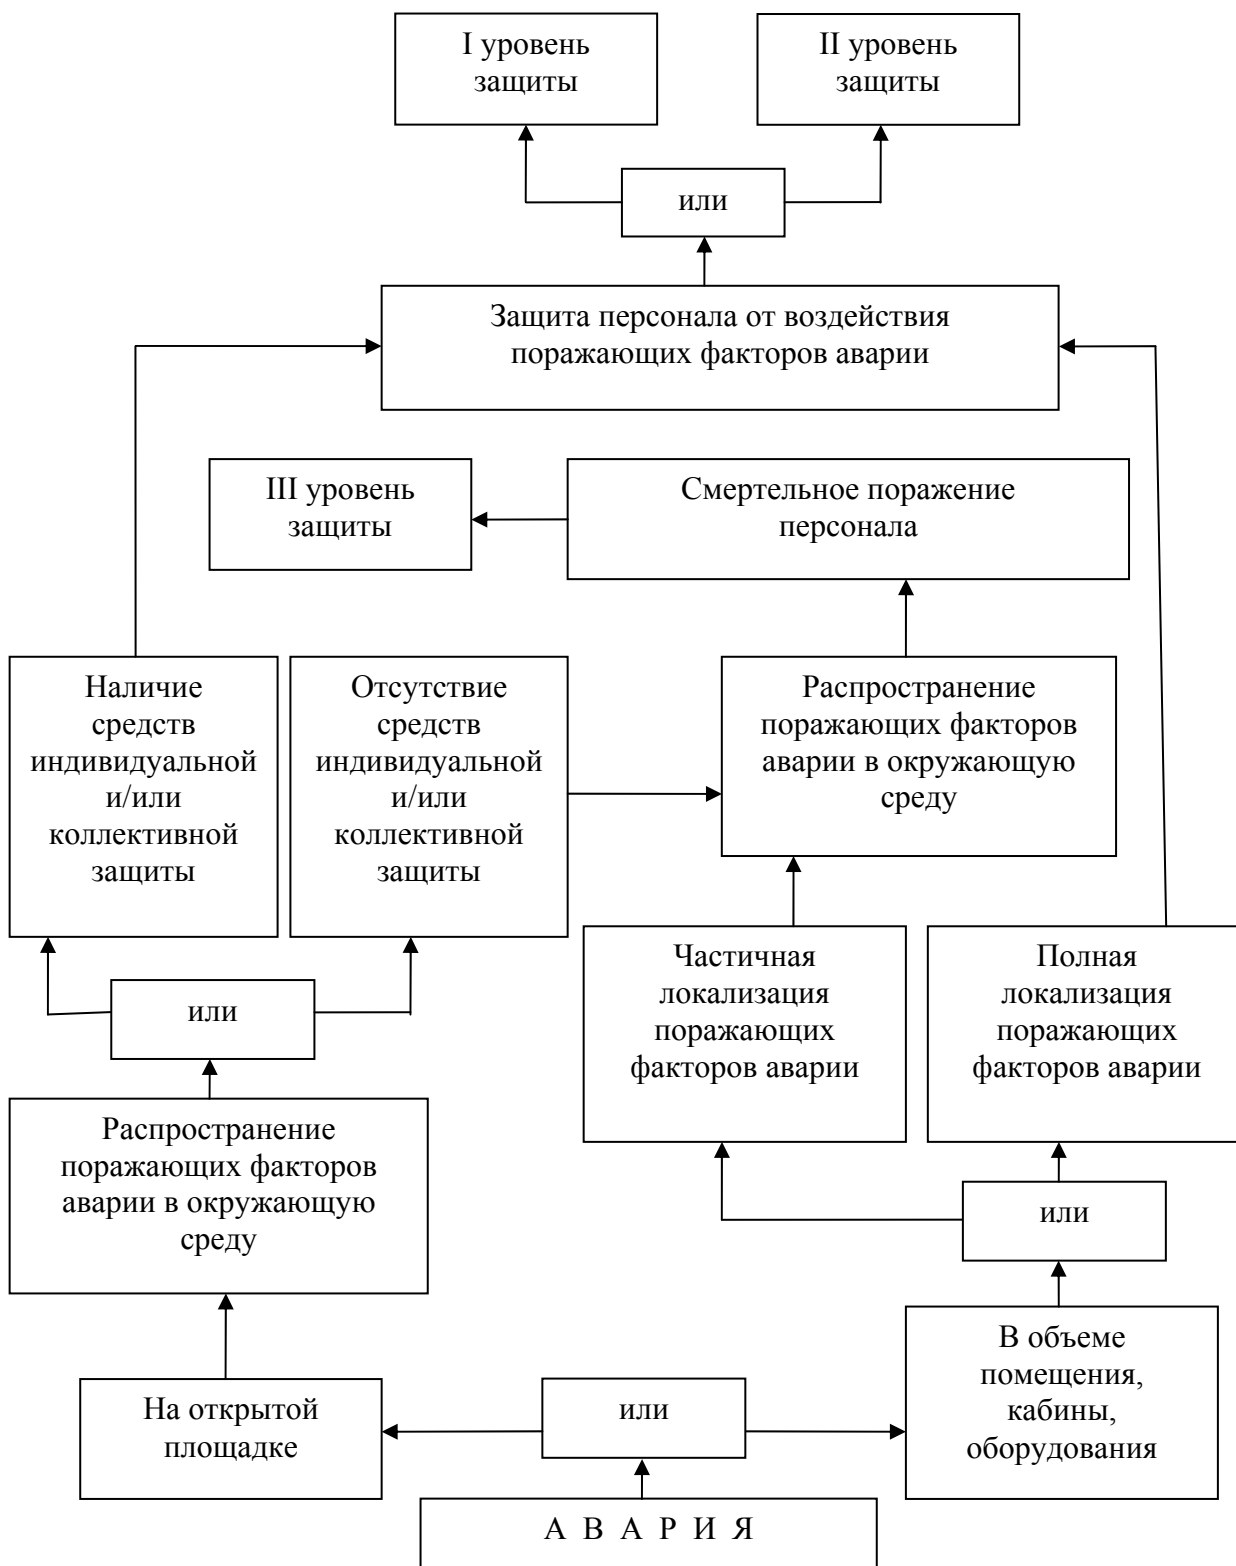 I уровень
защиты
II уровень
защиты
или
Защита персонала от воздействия
поражающих факторов аварии
III уровень
защиты
Смертельное поражение
персонала
Наличие
средств
индивидуальной
и/или
коллективной
защиты
Отсутствие
средств
индивидуальной
и/или
коллективной
защиты
Распространение
поражающих факторов
аварии в окружающую
среду
Частичная
локализация
поражающих
факторов аварии
Полная
локализация
поражающих
факторов аварии
или
Распространение
поражающих факторов
аварии в окружающую
среду
или
На открытой
площадке
или
В объеме
помещения,
кабины,
оборудования
А В А Р И Я